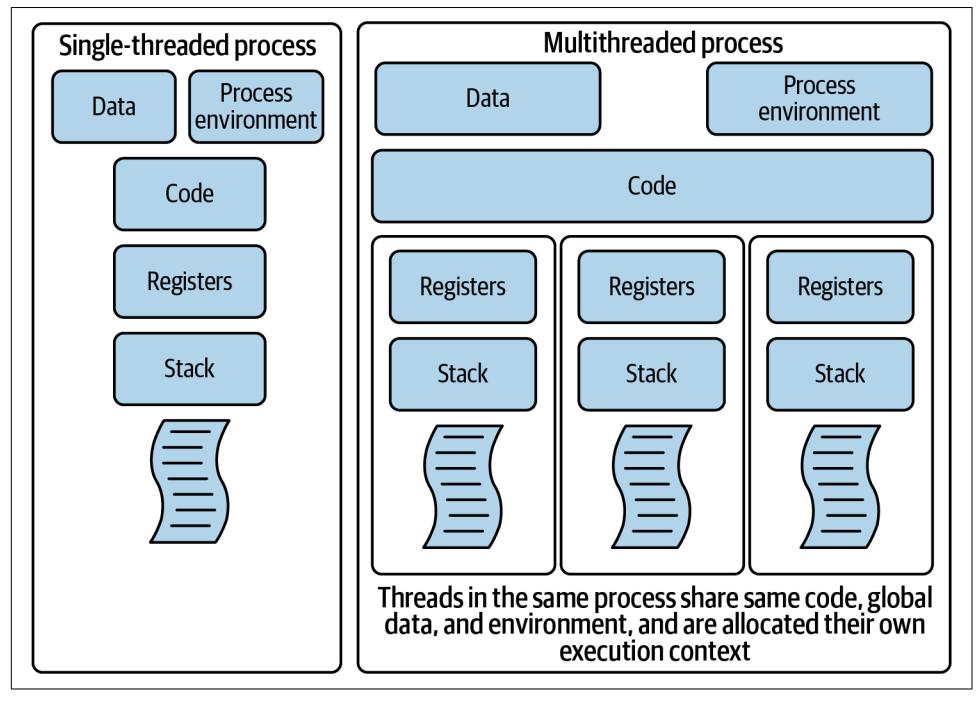 Single-threaded process
Data
Process
environment
Code
Registers
Stack
Multithreaded process
Data
Process
environment
Code
Registers
Stack
Registers
Stack
Registers
Stack
Threads in the same process share same code, global
data, and environment, and are allocated their own
execution context